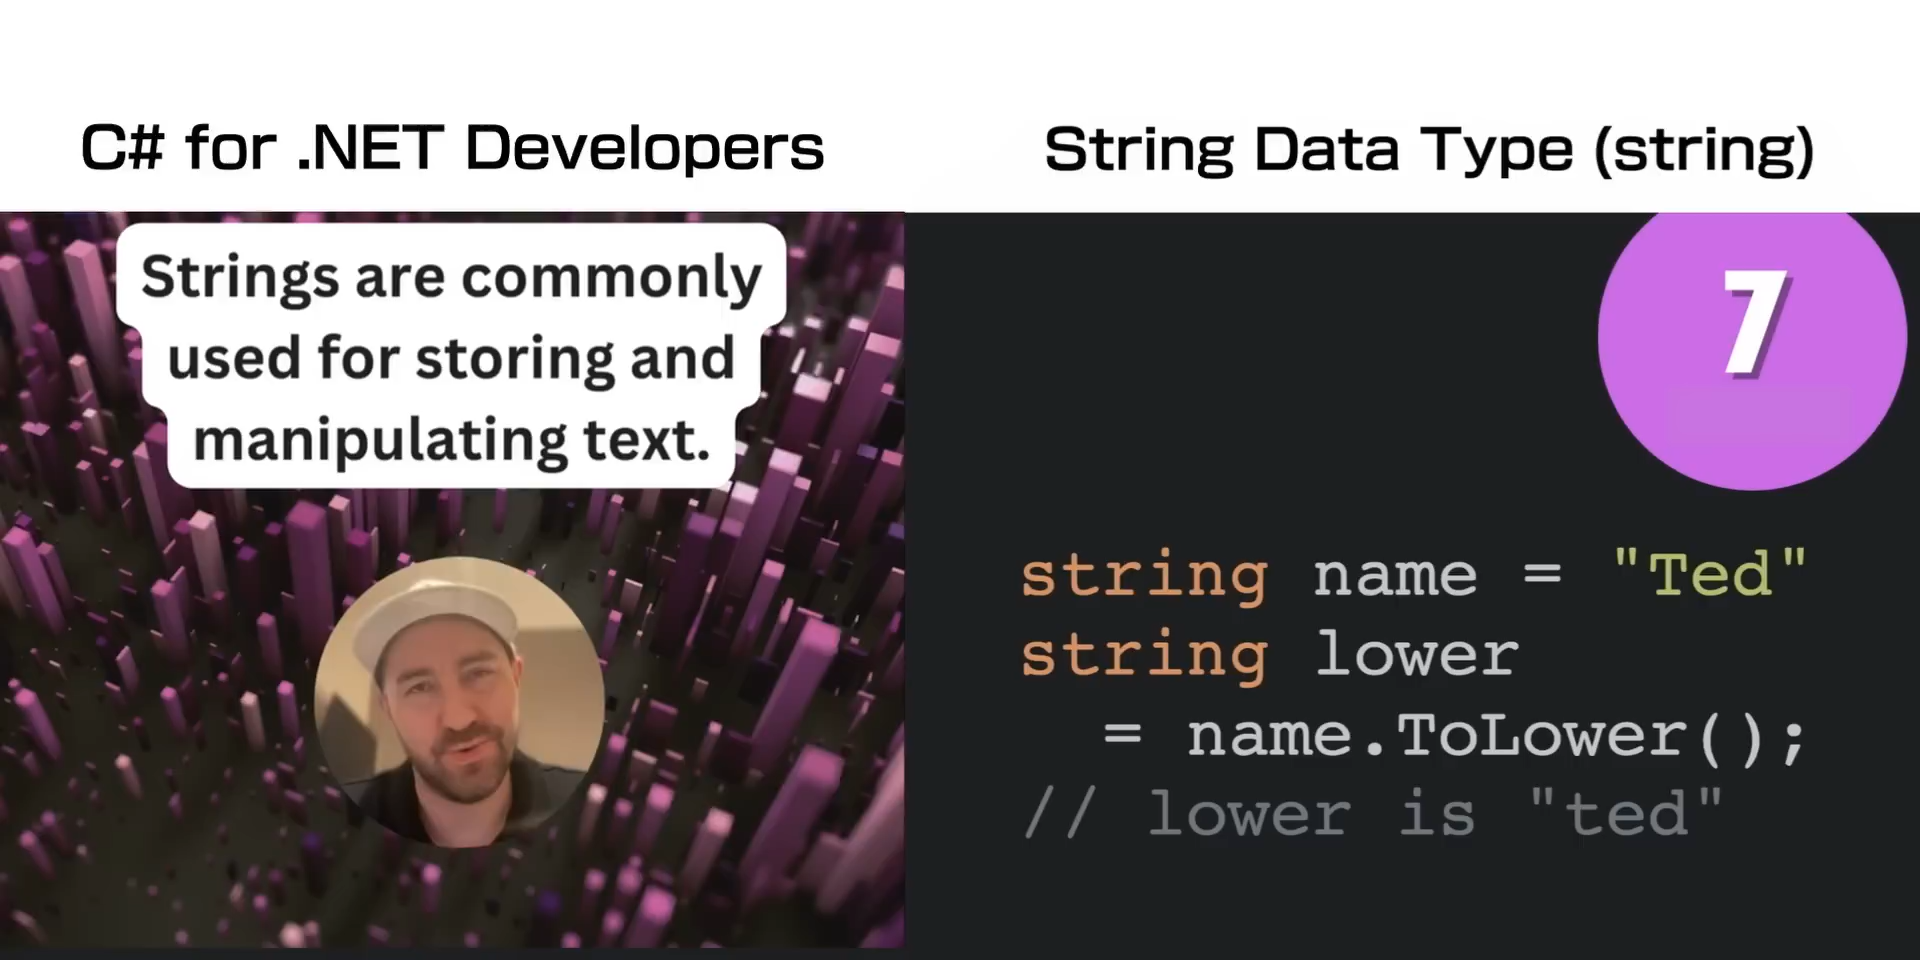 C# for .NET Developers
String Data Type (string)
Strings are commonly
used for storing and
manipulating text.
7
string name = "Ted"
string lower
= name.ToLower();
// lower is "ted"